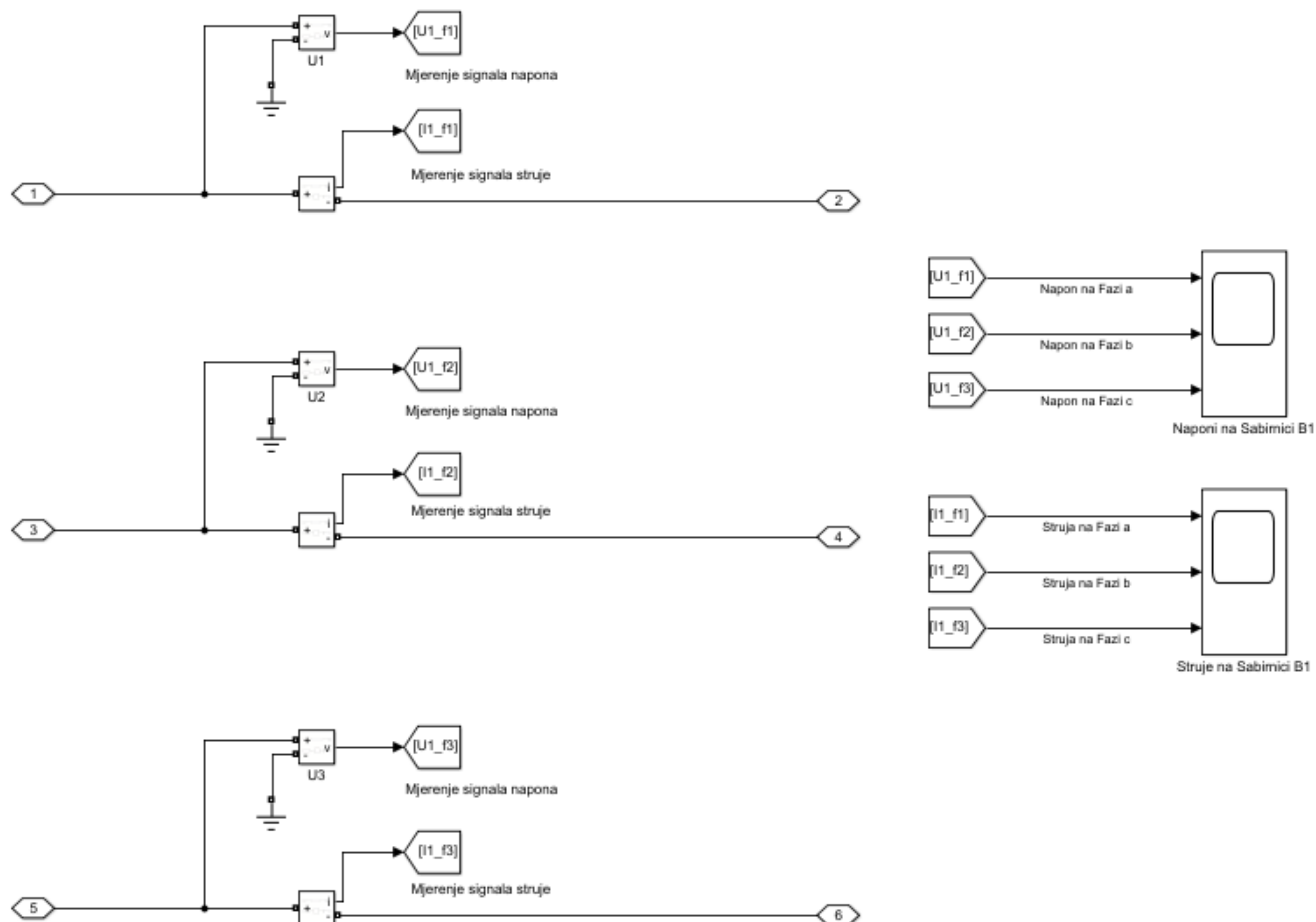 +
-
v
U1
[U1_f1]
Mjerenje signala napona
[I1_f1]
Mjerenje signala struje
1
+
i
-
2
+
-
v
U2
[U1_f2]
Mjerenje signala napona
[I1_f2]
Mjerenje signala struje
3
+
i
-
4
+
-
v
U3
[U1_f3]
Mjerenje signala napona
[I1_f3]
Mjerenje signala struje
5
+
i
-
6
[U1_f1]
Napon na Fazi a
[U1_f2]
Napon na Fazi b
[U1_f3]
Napon na Fazi c
Naponi na Sabirnici B1
[I1_f1]
Struja na Fazi a
[I1_f2]
Struja na Fazi b
[I1_f3]
Struja na Fazi c
Struje na Sabirnici B1